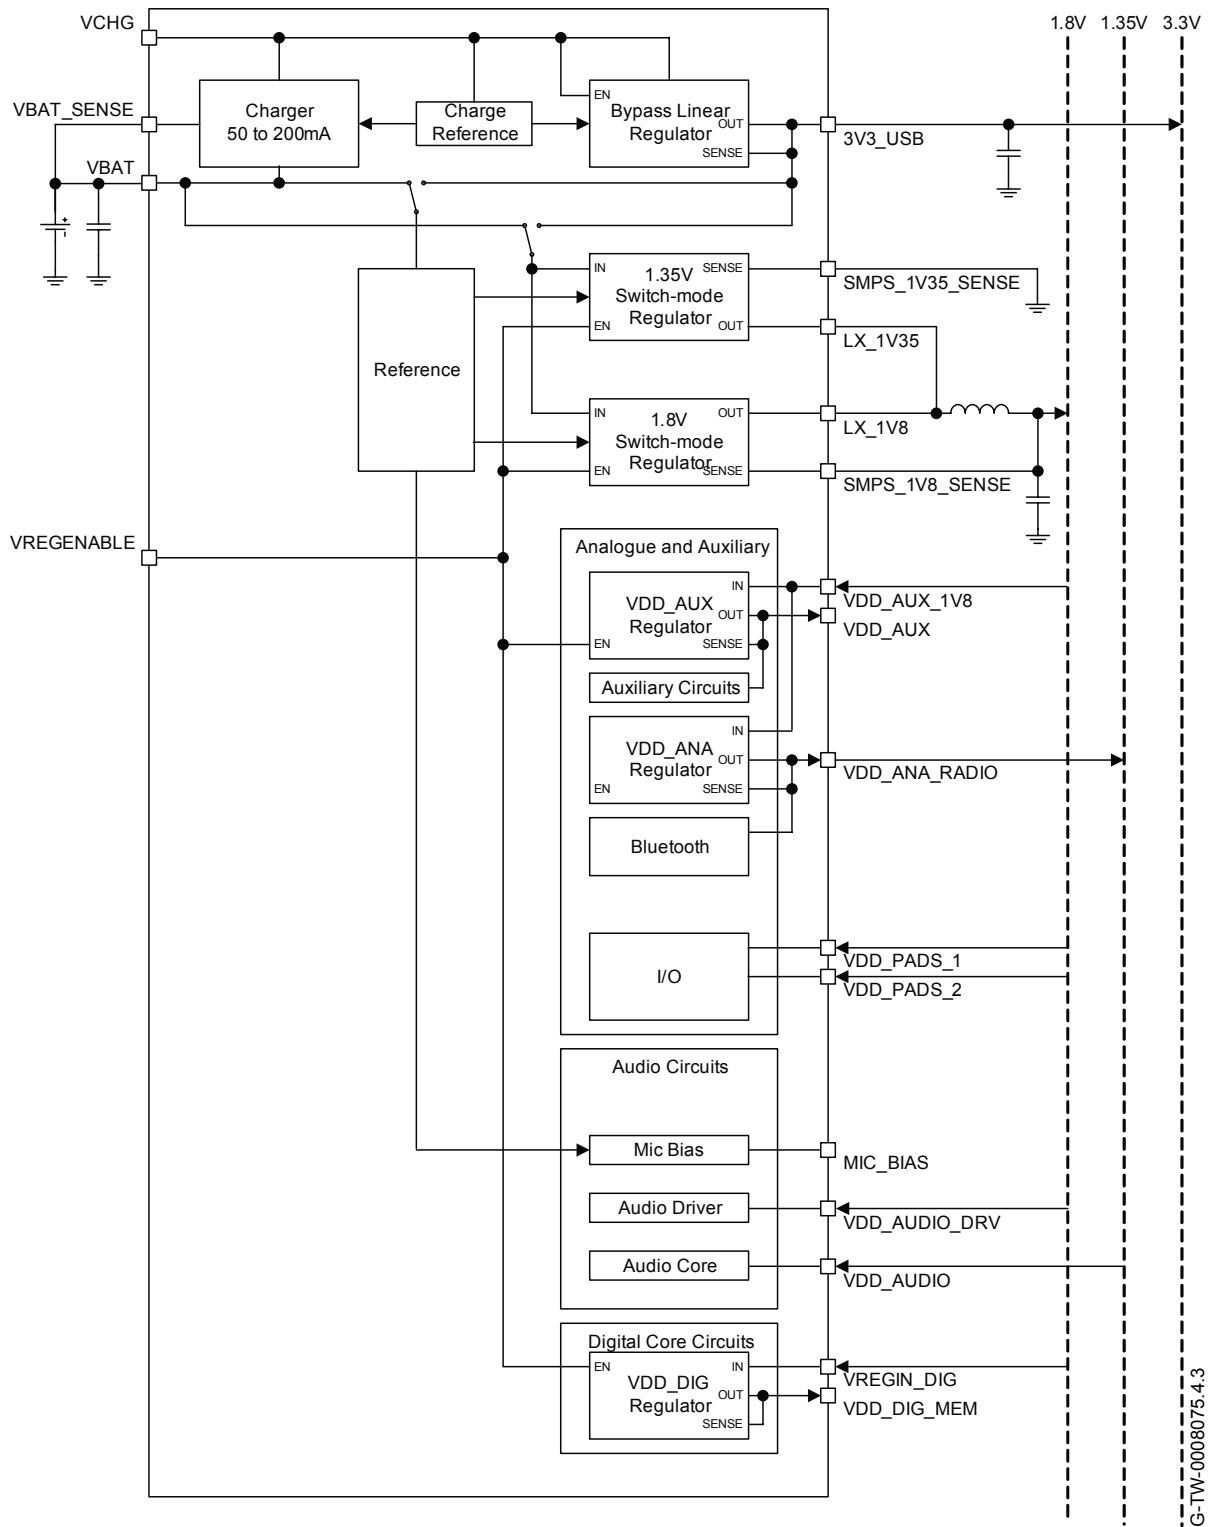 VCHG
1.8V 1.35V 3.3V
VBAT_SENSE
Charger
50 to 200mA
Charge
Reference
EN
Bypass Linear
Regulator
OUT
SENSE
3V3_USB
VBAT
+
-
Reference
IN
1.35V
Switch-mode
Regulator
SENSE
EN
OUT
SMPS_1V35_SENSE
LX_1V35
IN
1.8V
Switch-mode
Regulator
OUT
EN
SENSE
LX_1V8
SMPS_1V8_SENSE
VREGENABLE
Analogue and Auxiliary
IN
VDD_AUX
Regulator
OUT
EN
SENSE
VDD_AUX_1V8
VDD_AUX
Auxiliary Circuits
IN
VDD_ANA
Regulator
OUT
EN
SENSE
VDD_ANA_RADIO
Bluetooth
I/O
VDD_PADS_1
VDD_PADS_2
Audio Circuits
Mic Bias
MIC_BIAS
Audio Driver
VDD_AUDIO_DRV
Audio Core
VDD_AUDIO
Digital Core Circuits
EN
IN
VDD_DIG
Regulator
OUT
SENSE
VREGIN_DIG
VDD_DIG_MEM
G-TW-0008075.4.3